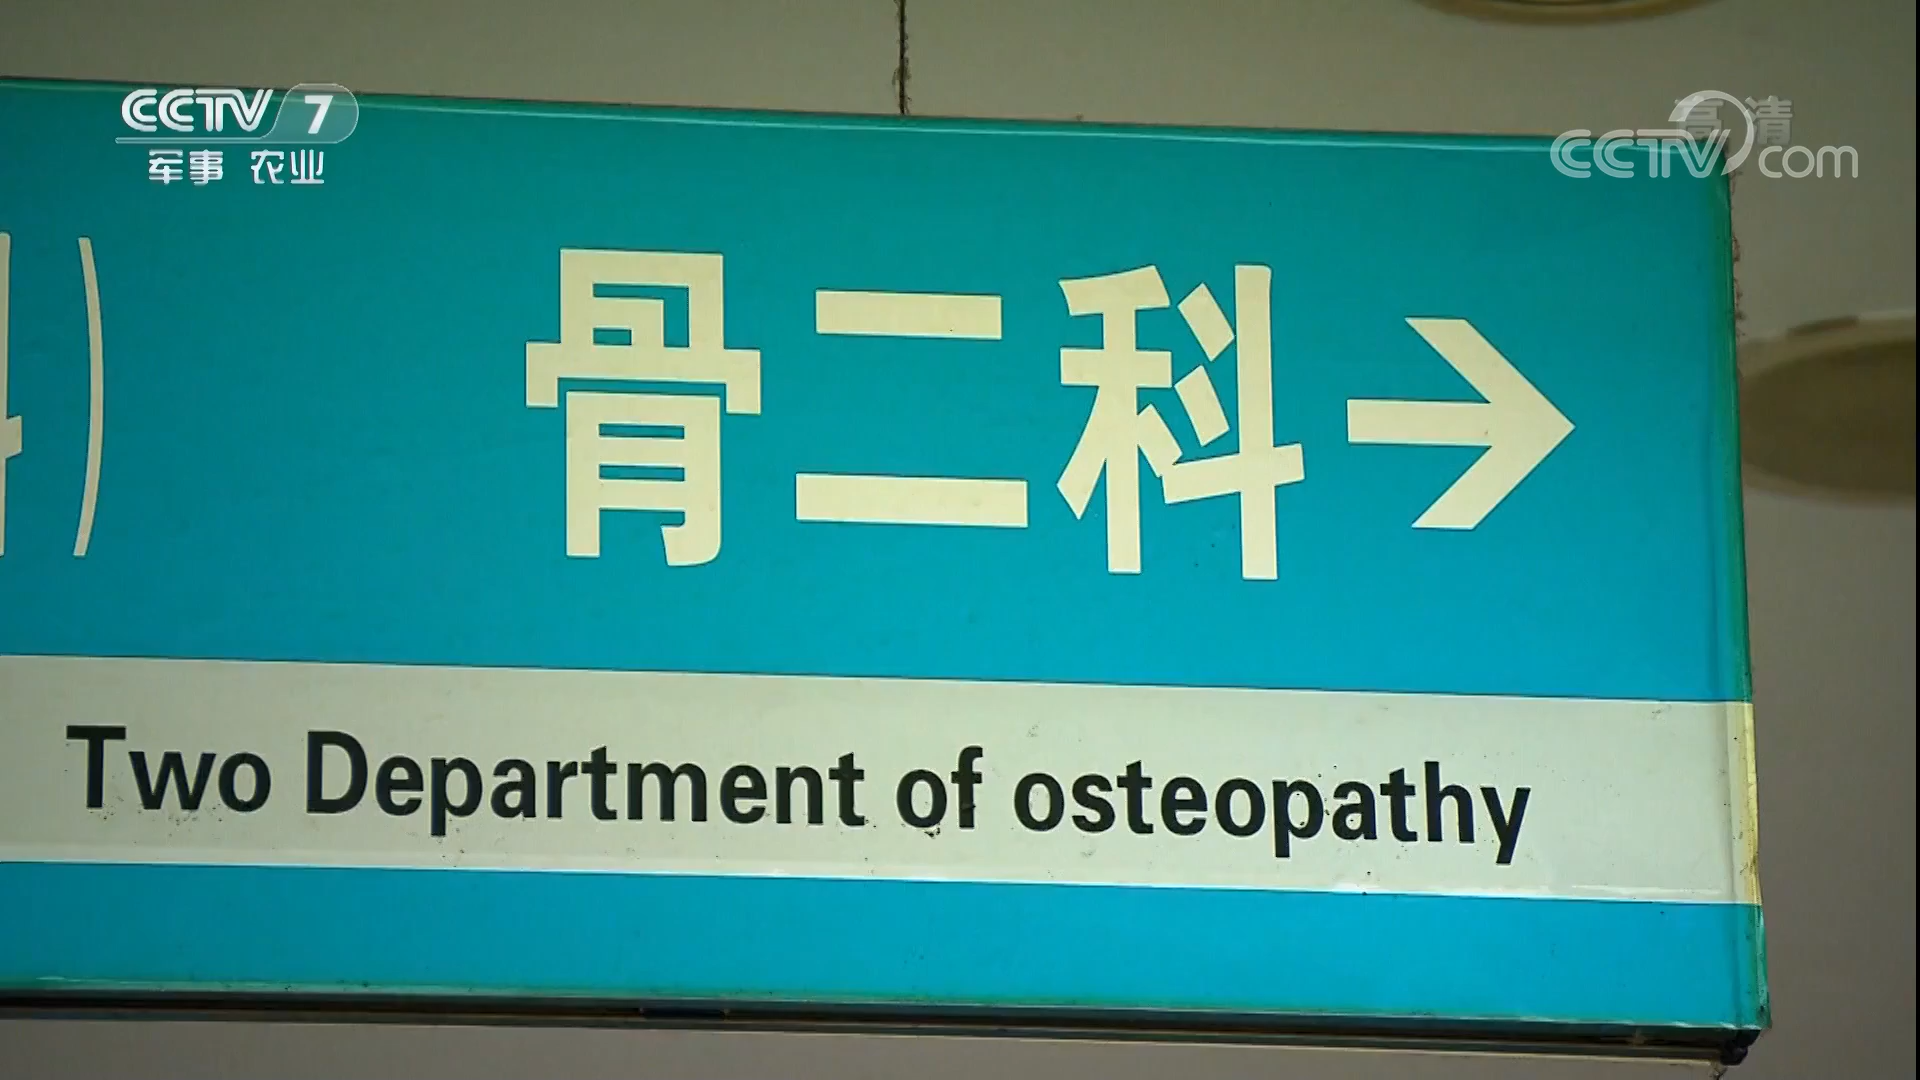 CCTV 7
军事 农业
高清
CCTV com
) 骨二科→
Two Department of osteopathy